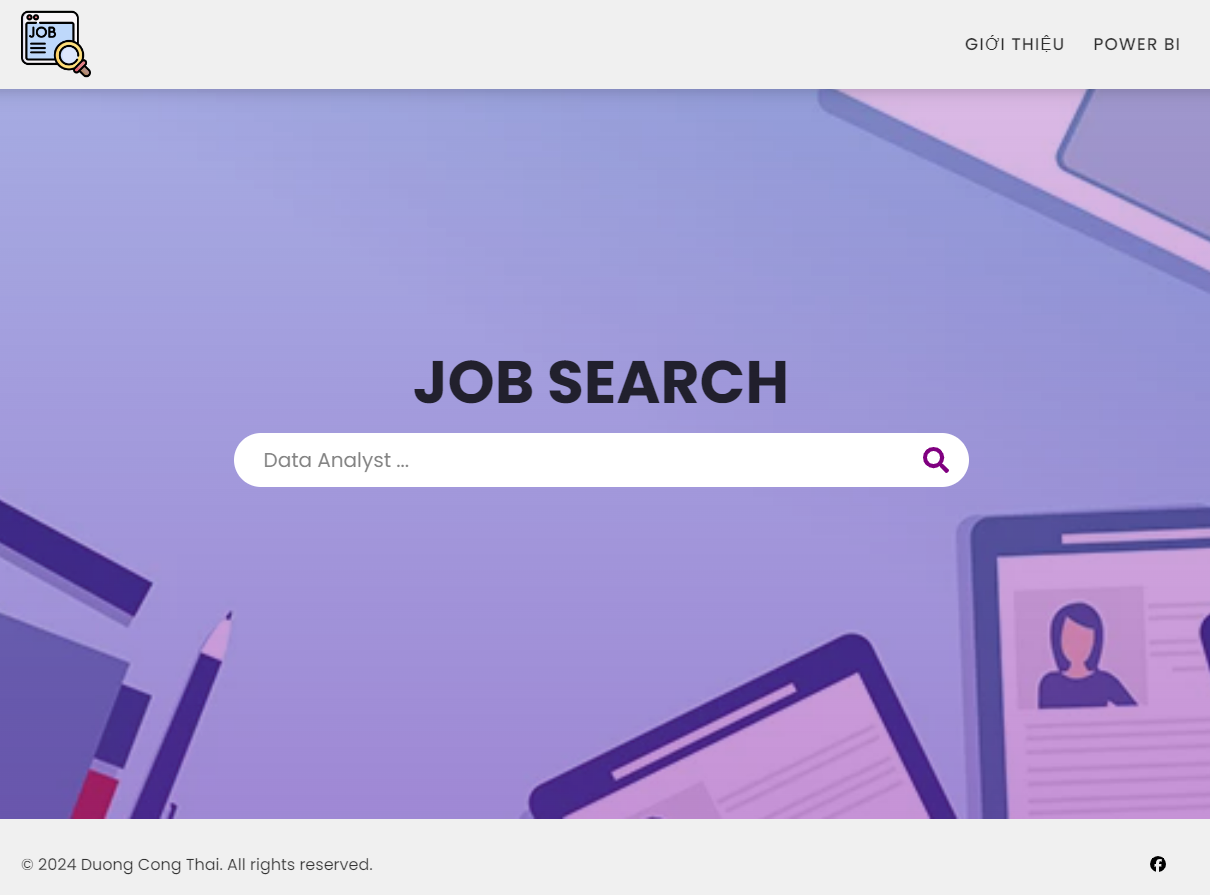 JOB
GIỚI THIỆU
POWER BI
JOB SEARCH
Data Analyst ...
© 2024 Duong Cong Thai. All rights reserved.